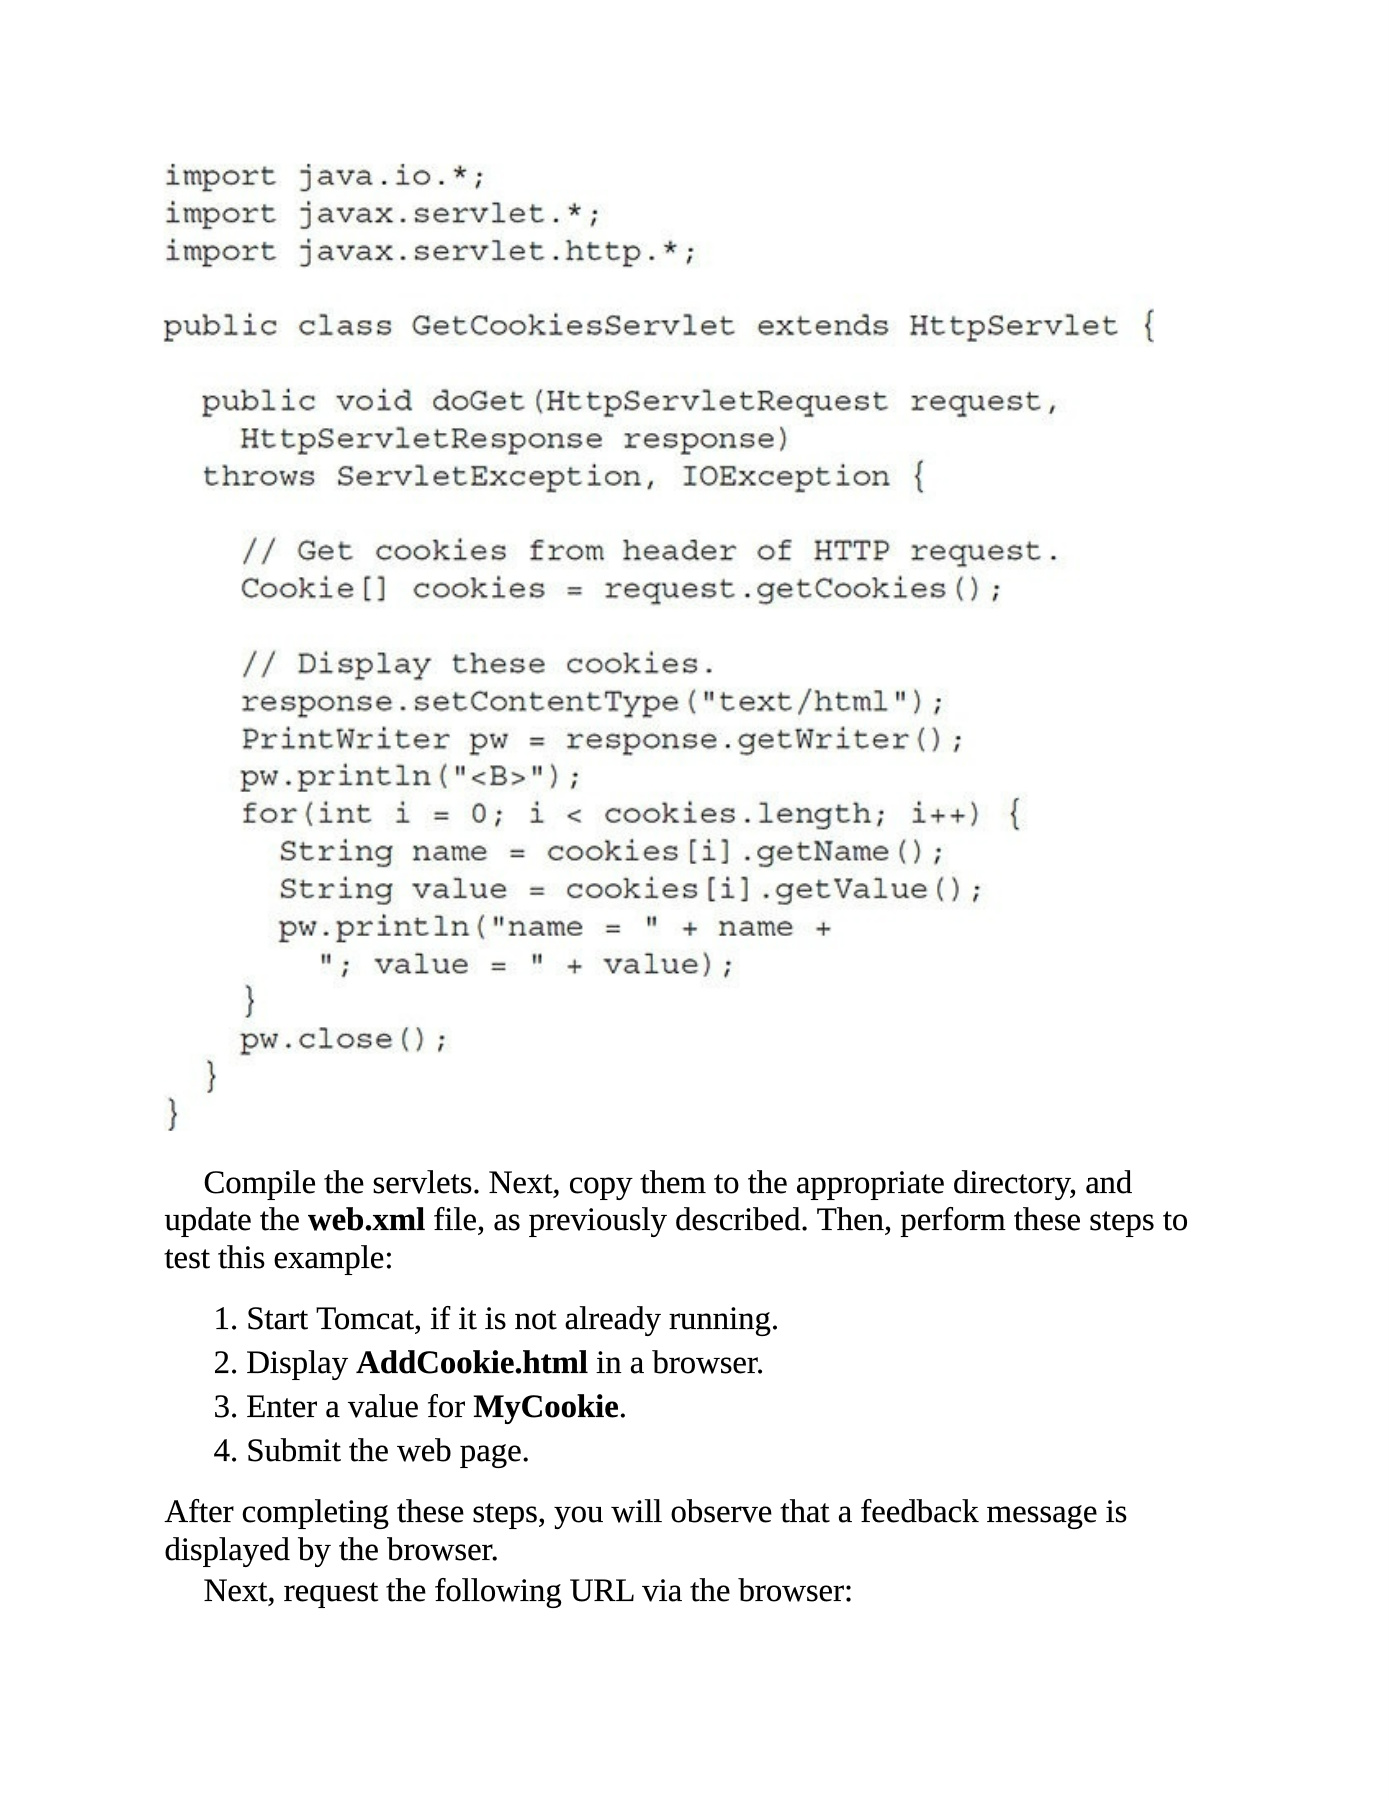 import java.io.*;
import javax.servlet.*;
import javax.servlet.http.*;

public class GetCookiesServlet extends HttpServlet {

  public void doGet(HttpServletRequest request,
    HttpServletResponse response)
  throws ServletException, IOException {

    // Get cookies from header of HTTP request.
    Cookie[] cookies = request.getCookies();

    // Display these cookies.
    response.setContentType("text/html");
    PrintWriter pw = response.getWriter();
    pw.println("<B>");
    for(int i = 0; i < cookies.length; i++) {
      String name = cookies[i].getName();
      String value = cookies[i].getValue();
      pw.println("name = " + name +
        "; value = " + value);
    }
    pw.close();
  }
}
Compile the servlets. Next, copy them to the appropriate directory, and
update the web.xml file, as previously described. Then, perform these steps to
test this example:
1. Start Tomcat, if it is not already running.
2. Display AddCookie.html in a browser.
3. Enter a value for MyCookie.
4. Submit the web page.
After completing these steps, you will observe that a feedback message is
displayed by the browser.
Next, request the following URL via the browser: